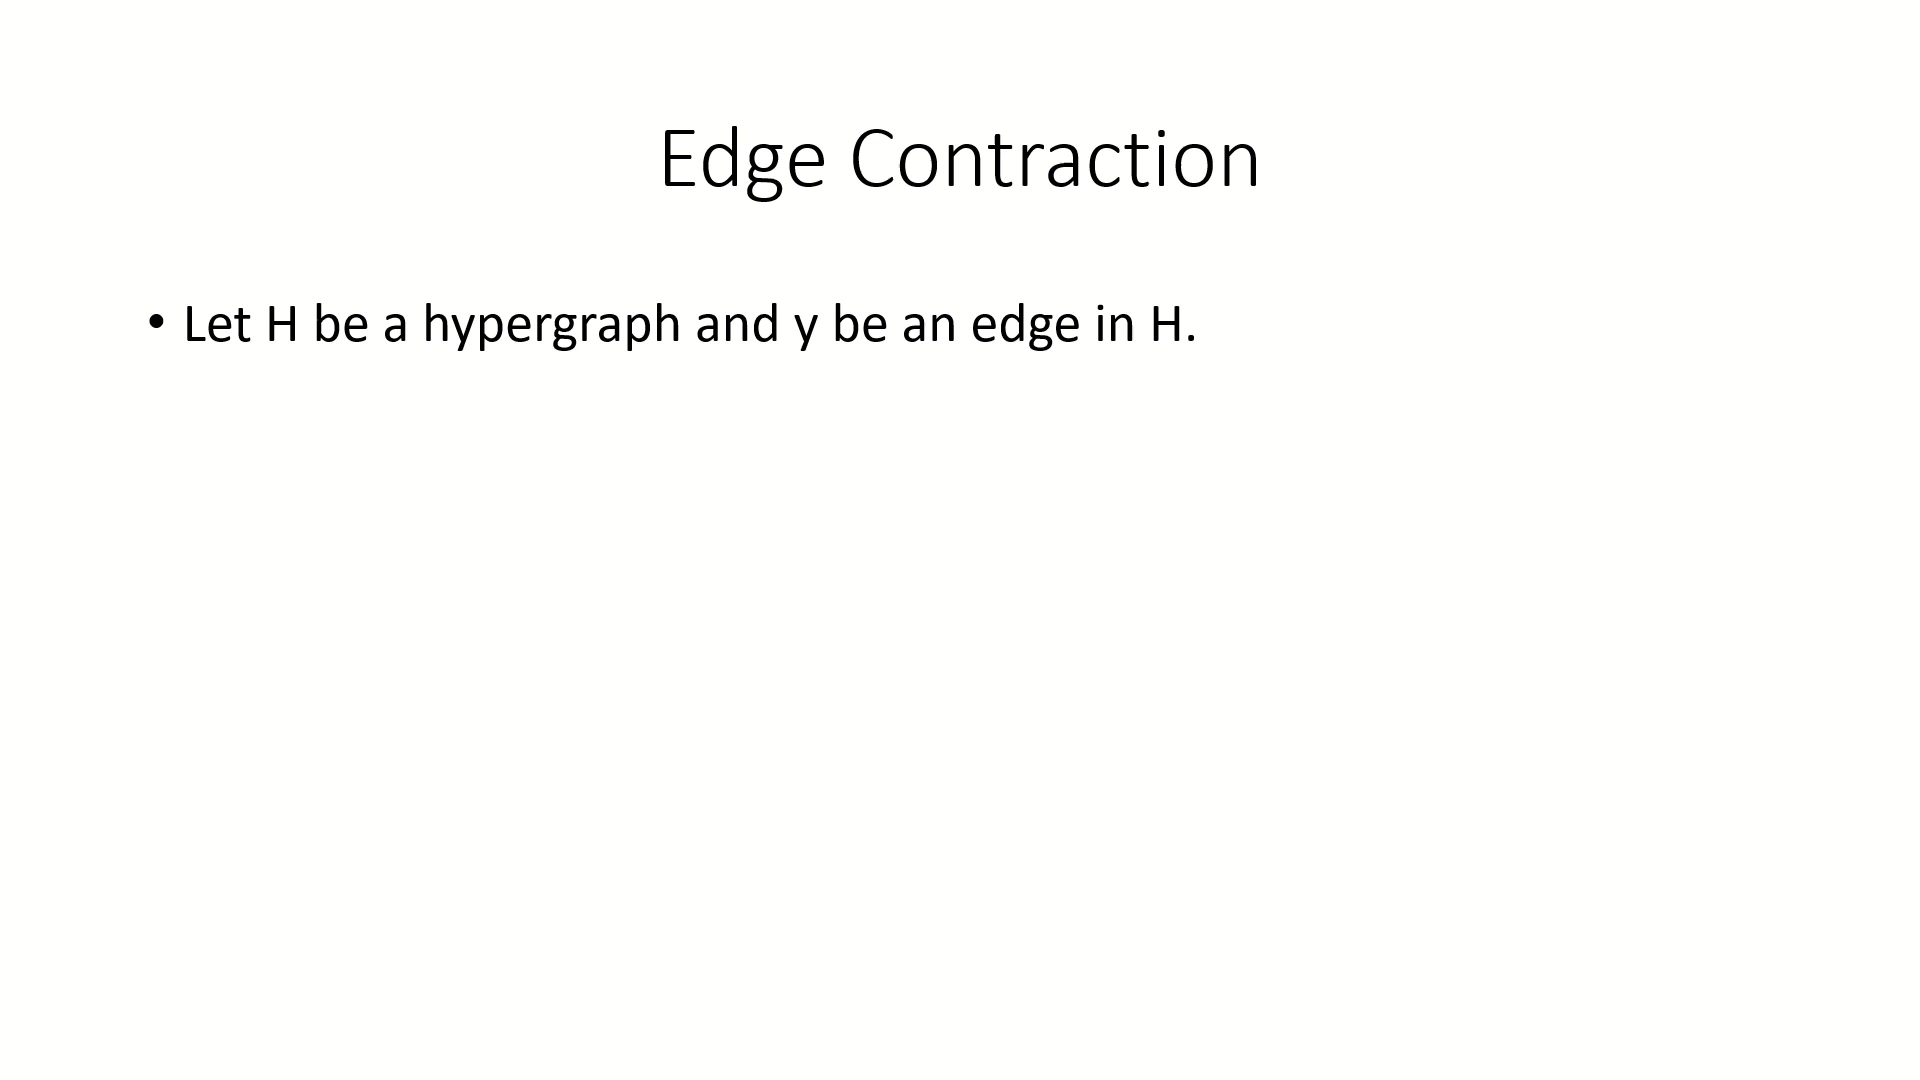 Edge Contraction
• Let H be a hypergraph and y be an edge in H.